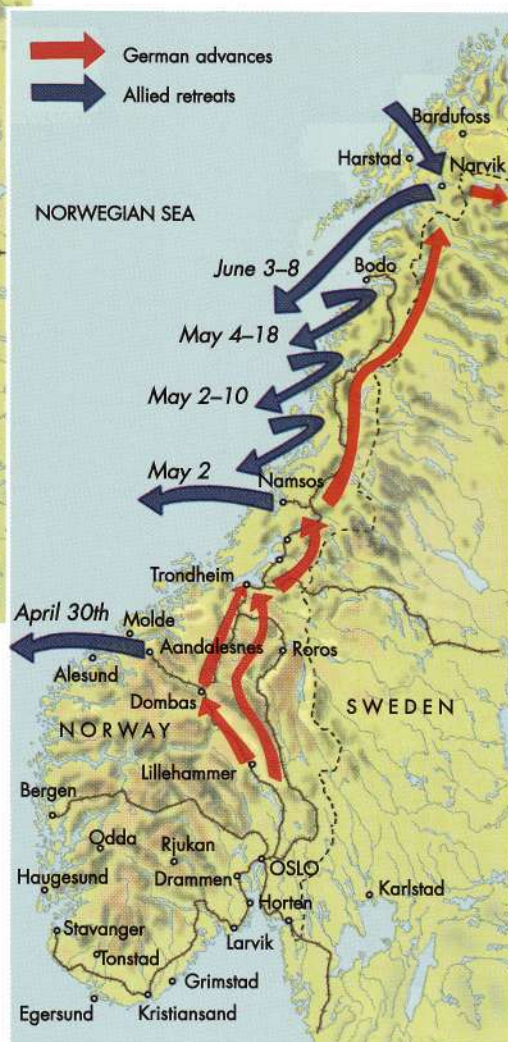 German advances
Allied retreats
Bardufoss
Harstad
Narvik
NORWEGIAN SEA
June 3–8
Bodo
May 4–18
May 2–10
May 2
Namsos
Trondheim
April 30th
Molde
Aandalesnes
Roros
Alesund
Dombas
SWEDEN
NORWAY
Lillehammer
Bergen
Odda
Rjukan
OSLO
Drammen
Haugesund
Karlstad
Horten
Stavanger
Larvik
Tonstad
Grimstad
Egersund
Kristiansand